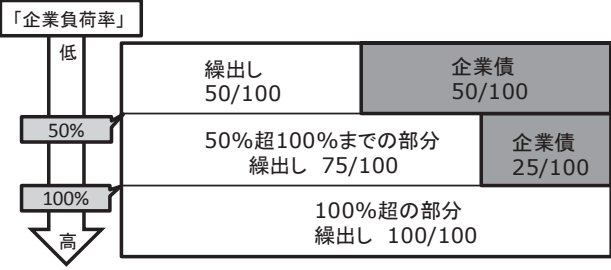 「企業負荷率」
低
繰出し
50/100
企業債
50/100
50%
50%超100%までの部分
繰出し 75/100
企業債
25/100
100%
100%超の部分
繰出し 100/100
高